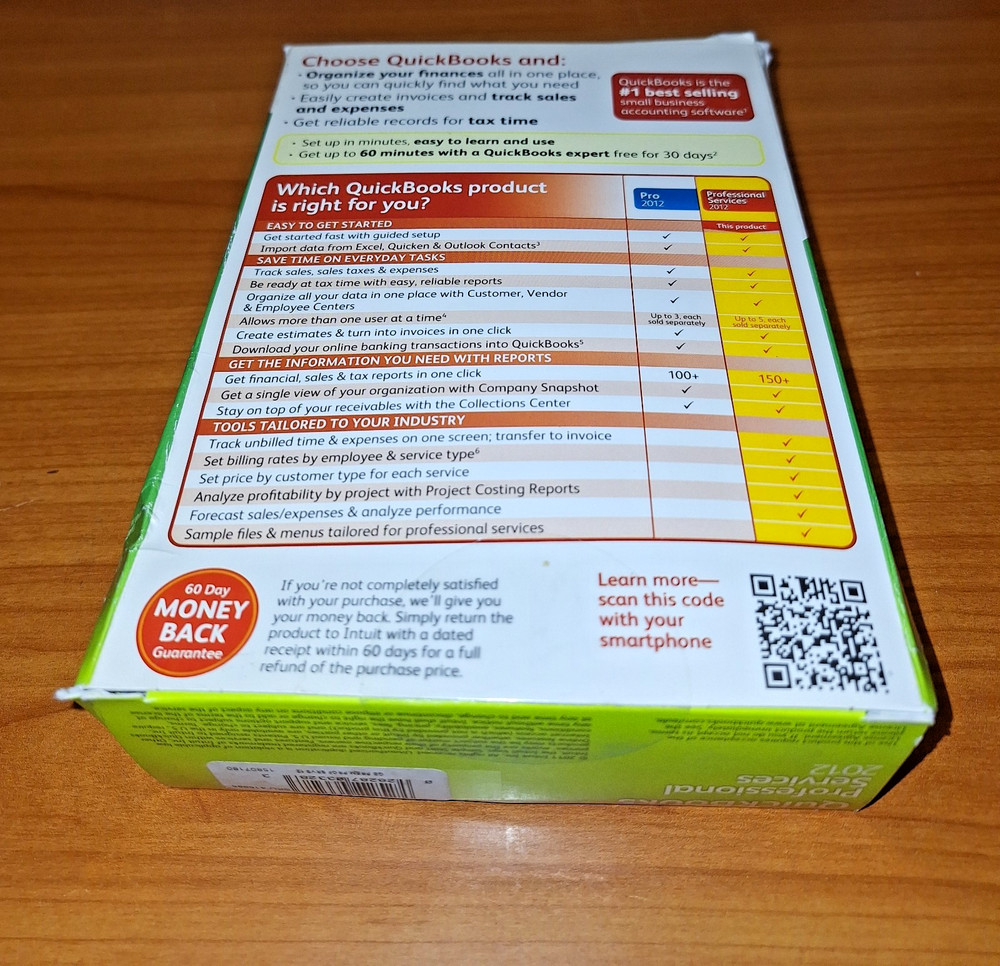 Choose QuickBooks and:
· Organize your finances all in one place,
so you can quickly find what you need
· Easily create invoices and track sales
and expenses
· Get reliable records for tax time
QuickBooks is the
#1 best selling
small business
accounting software¹
· Set up in minutes, easy to learn and use
· Get up to 60 minutes with a QuickBooks expert free for 30 days²
Which QuickBooks product
is right for you?
Pro
2012
Professional
Services
2012
EASY TO GET STARTED
This product
Get started fast with guided setup ✓ ✓
Import data from Excel, Quicken & Outlook Contacts³ ✓ ✓
SAVE TIME ON EVERYDAY TASKS
Track sales, sales taxes & expenses ✓ ✓
Be ready at tax time with easy, reliable reports ✓ ✓
Organize all your data in one place with Customer, Vendor
& Employee Centers ✓ ✓
Allows more than one user at a time⁴
Up to 3, each
sold separately
Up to 5, each
sold separately
Create estimates & turn into invoices in one click ✓ ✓
Download your online banking transactions into QuickBooks⁵ ✓ ✓
GET THE INFORMATION YOU NEED WITH REPORTS
Get financial, sales & tax reports in one click 100+ 150+
Get a single view of your organization with Company Snapshot ✓ ✓
Stay on top of your receivables with the Collections Center ✓ ✓
TOOLS TAILORED TO YOUR INDUSTRY
Track unbilled time & expenses on one screen; transfer to invoice ✓
Set billing rates by employee & service type⁶ ✓
Set price by customer type for each service ✓
Analyze profitability by project with Project Costing Reports ✓
Forecast sales/expenses & analyze performance ✓
Sample files & menus tailored for professional services ✓
60 Day
MONEY
BACK
Guarantee
If you're not completely satisfied
with your purchase, we'll give you
your money back. Simply return the
product to Intuit with a dated
receipt within 60 days for a full
refund of the purchase price.
Learn more—
scan this code
with your
smartphone
QuickBooks
Professional
Services
2012